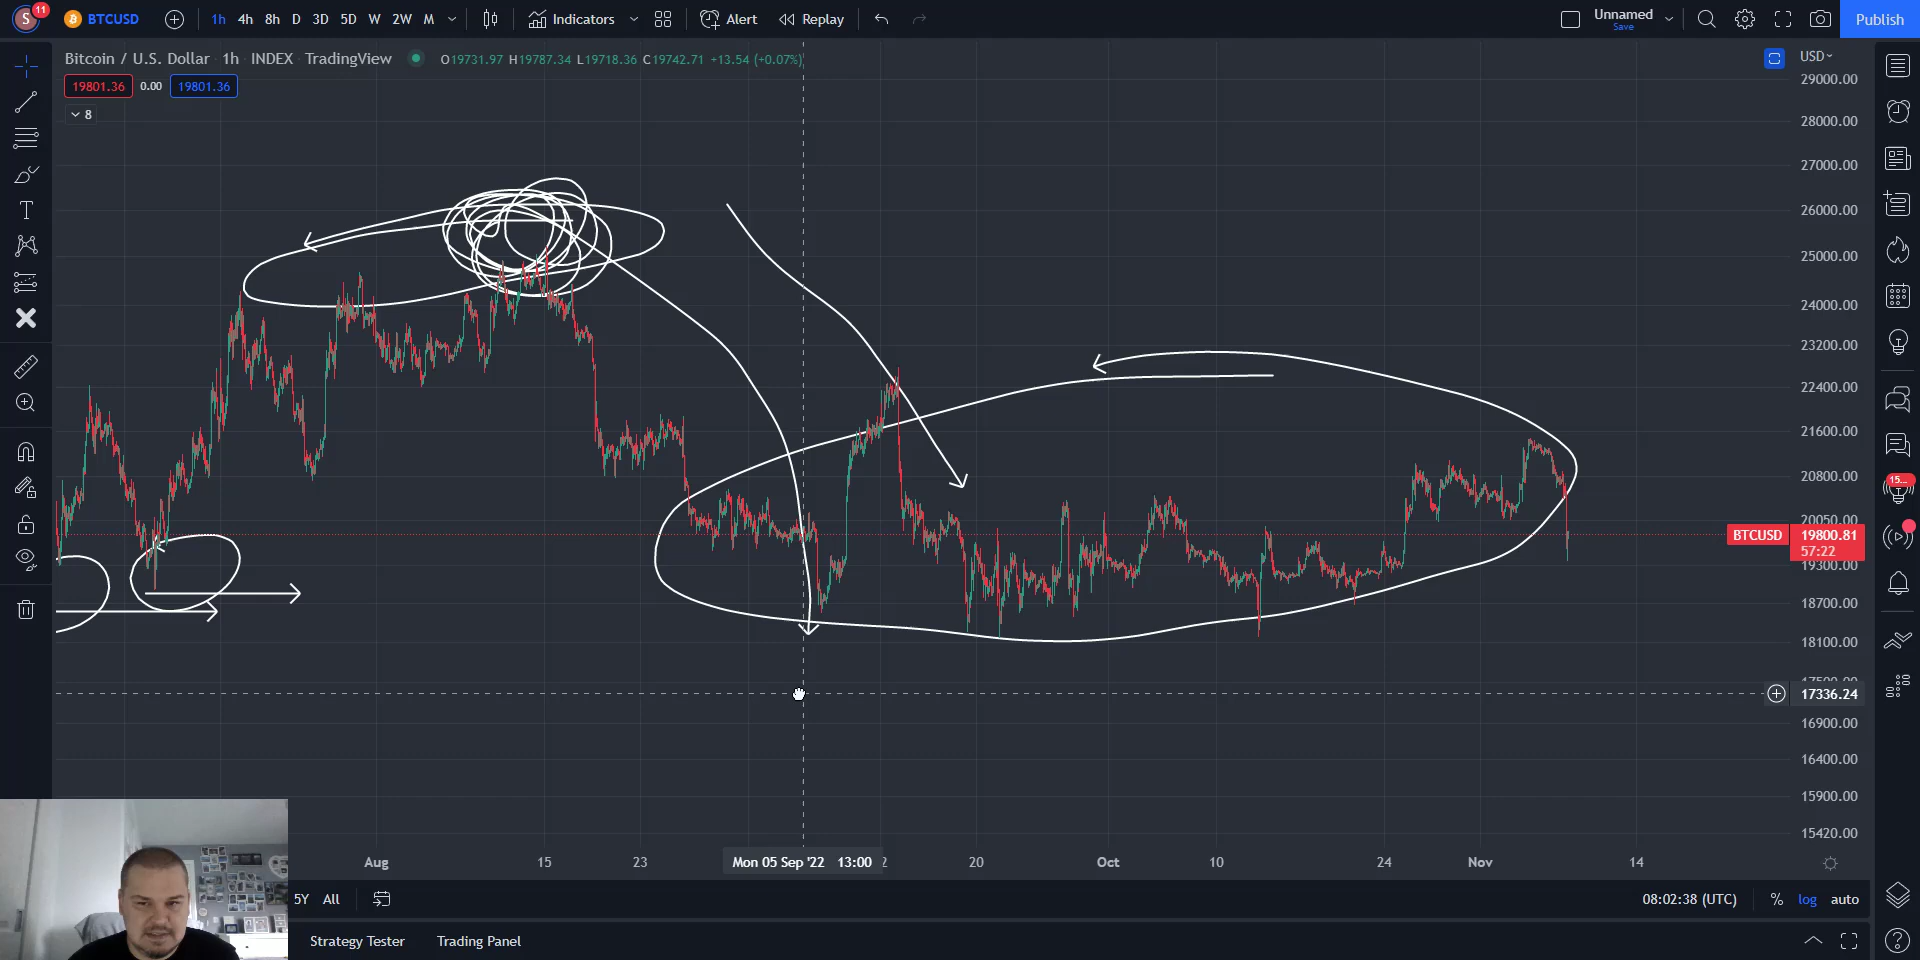 S 11 BTCUSD 1h 4h 8h D 3D 5D W 2W M Indicators Alert Replay Unnamed Save Publish
Bitcoin / U.S. Dollar 1h INDEX TradingView O19731.97 H19787.34 L19718.36 C19742.71 +13.54 (+0.07%)
19801.36 0.00 19801.36
8
USD
29000.00
28000.00
27000.00
26000.00
25000.00
24000.00
23200.00
22400.00
21600.00
20800.00
20050.00
BTCUSD 19800.81
57:22
19300.00
18700.00
18100.00
17336.24
16900.00
16400.00
15900.00
15420.00
15...
Aug 15 23 Mon 05 Sep '22 13:00 2 20 Oct 10 24 Nov 14
5Y All 08:02:38 (UTC) % log auto
Strategy Tester Trading Panel